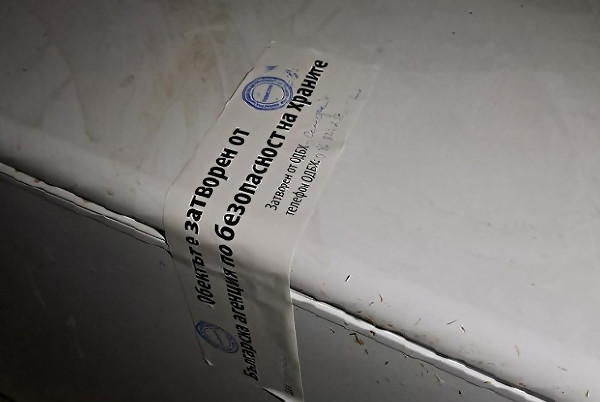 Обектът е затворен от
Българска агенция по безопасност на храните
Затворен от ОДБХ:
телефон ОДБХ: